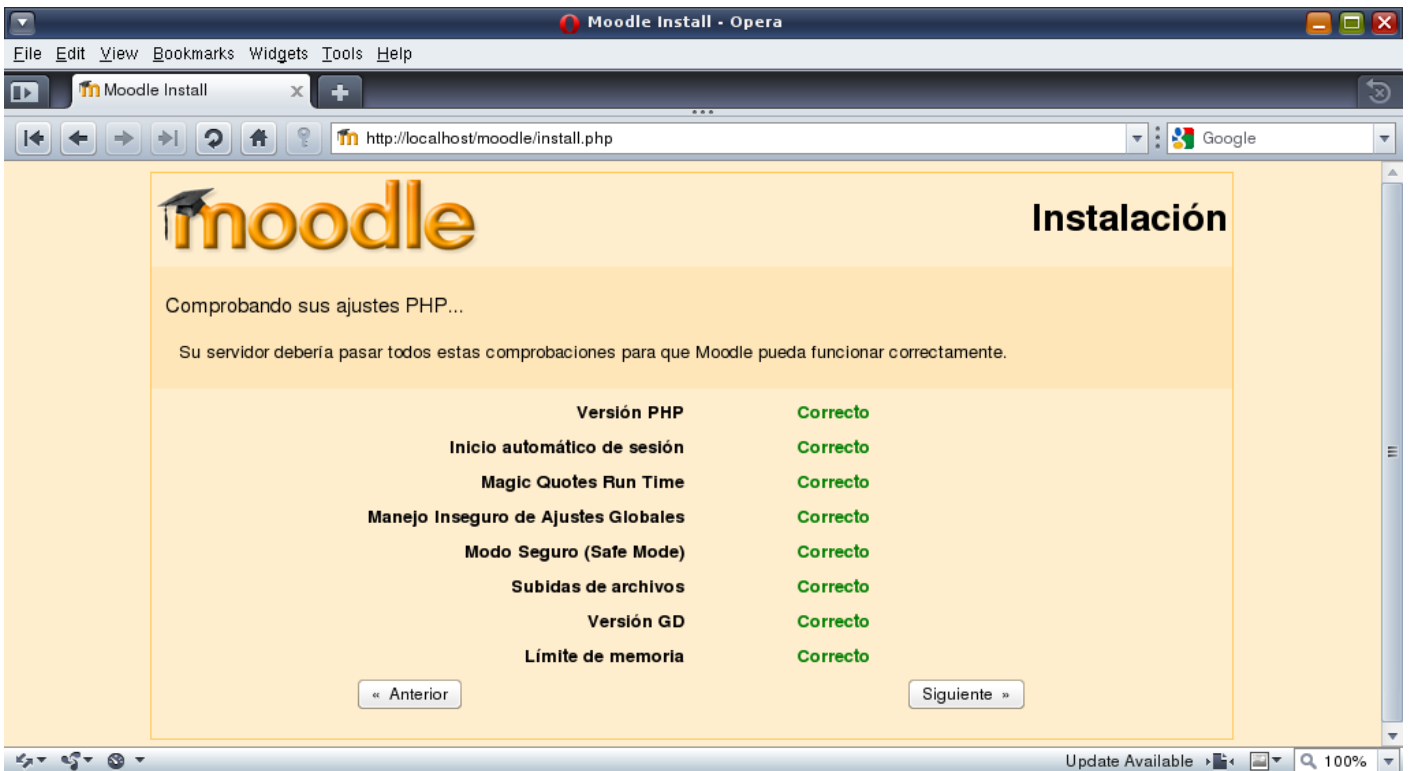 Moodle Install - Opera
File Edit View Bookmarks Widgets Tools Help
Moodle Install
http://localhost/moodle/install.php Google
moodle Instalación
Comprobando sus ajustes PHP...
Su servidor debería pasar todos estas comprobaciones para que Moodle pueda funcionar correctamente.
Versión PHP Correcto
Inicio automático de sesión Correcto
Magic Quotes Run Time Correcto
Manejo Inseguro de Ajustes Globales Correcto
Modo Seguro (Safe Mode) Correcto
Subidas de archivos Correcto
Versión GD Correcto
Límite de memoria Correcto
« Anterior Siguiente »
Update Available 100%